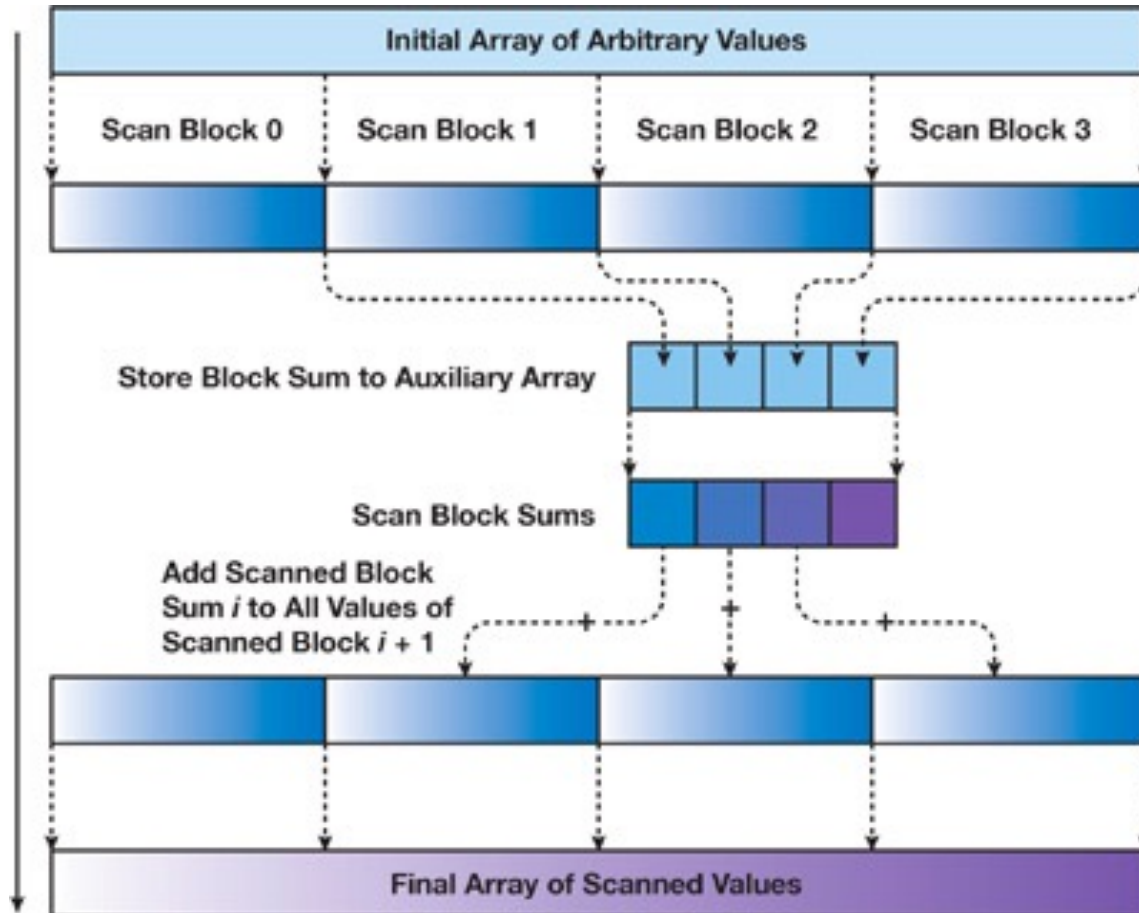 Initial Array of Arbitrary Values
Scan Block 0
Scan Block 1
Scan Block 2
Scan Block 3
Store Block Sum to Auxiliary Array
Scan Block Sums
Add Scanned Block
Sum i to All Values of
Scanned Block i + 1
+
+
+
Final Array of Scanned Values